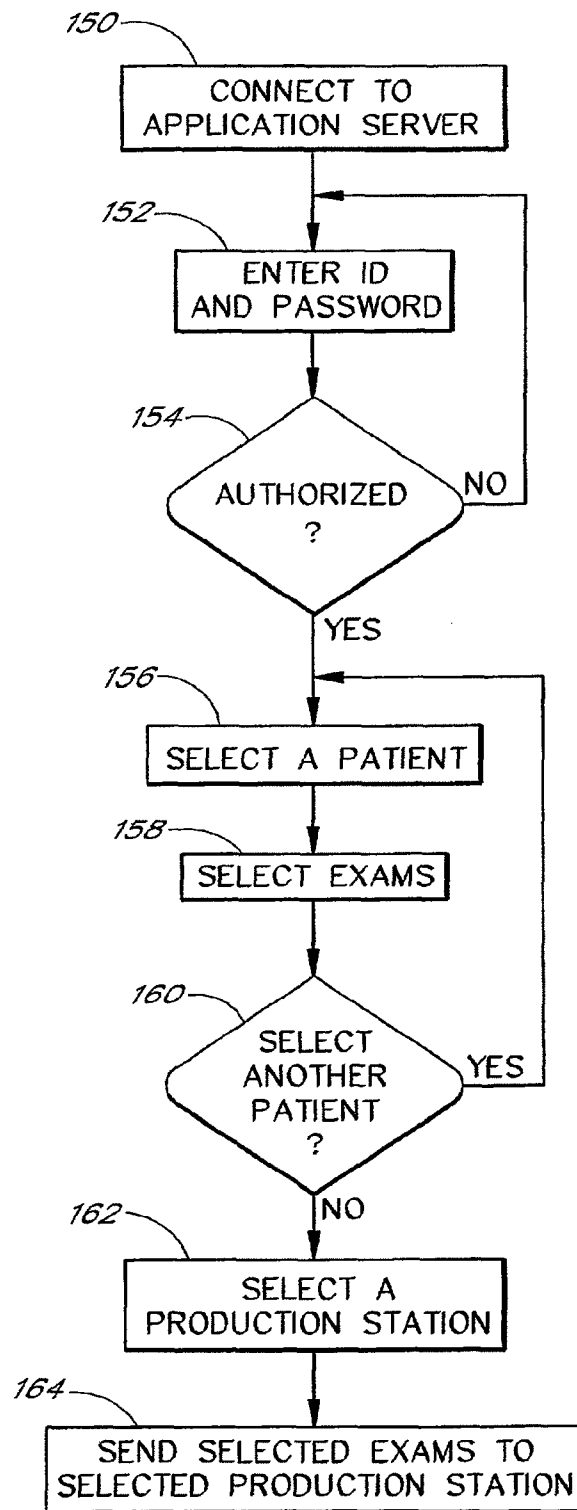 150
CONNECT TO
APPLICATION SERVER
152
ENTER ID
AND PASSWORD
154
AUTHORIZED
?
NO
YES
156
SELECT A PATIENT
158
SELECT EXAMS
160
SELECT
ANOTHER
PATIENT
?
YES
NO
162
SELECT A
PRODUCTION STATION
164
SEND SELECTED EXAMS TO
SELECTED PRODUCTION STATION